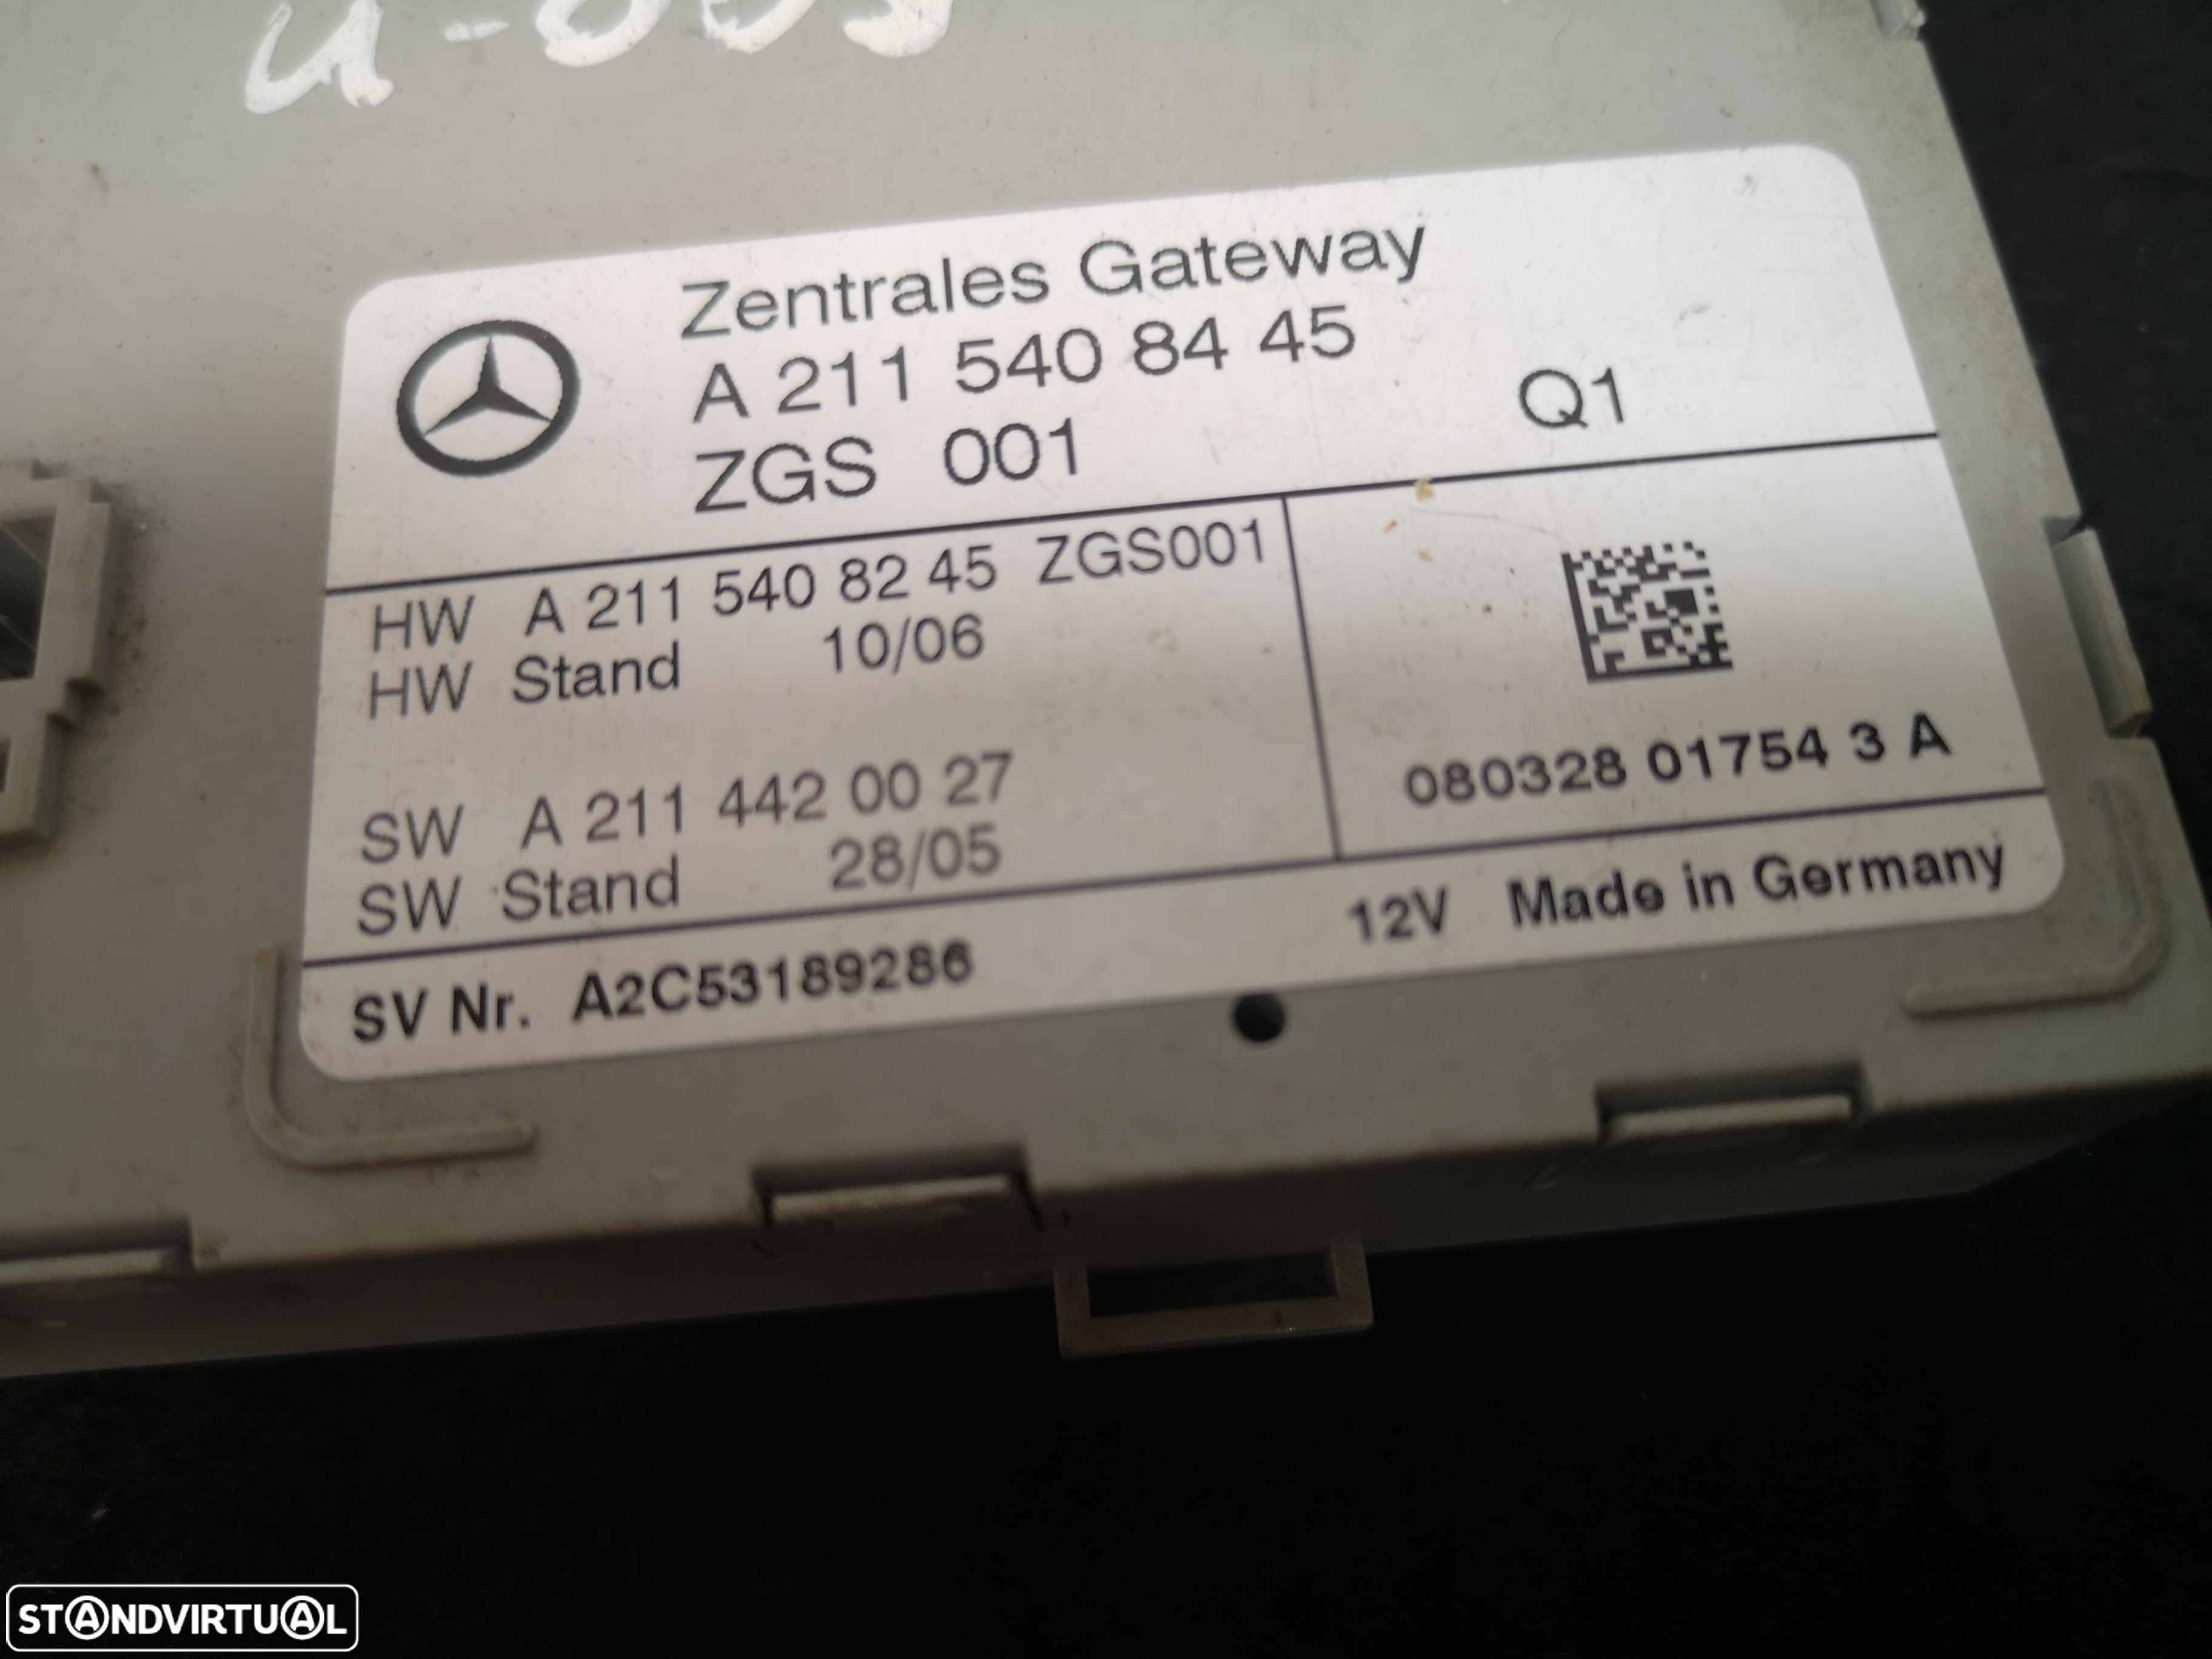 Zentrales Gateway
A 211 540 84 45
ZGS 001 Q1
HW A 211 540 82 45 ZGS001
HW Stand 10/06
SW A 211 442 00 27
SW Stand 28/05
080328 01754 3 A
SV Nr. A2C53189286 12V Made in Germany
STANDVIRTUAL